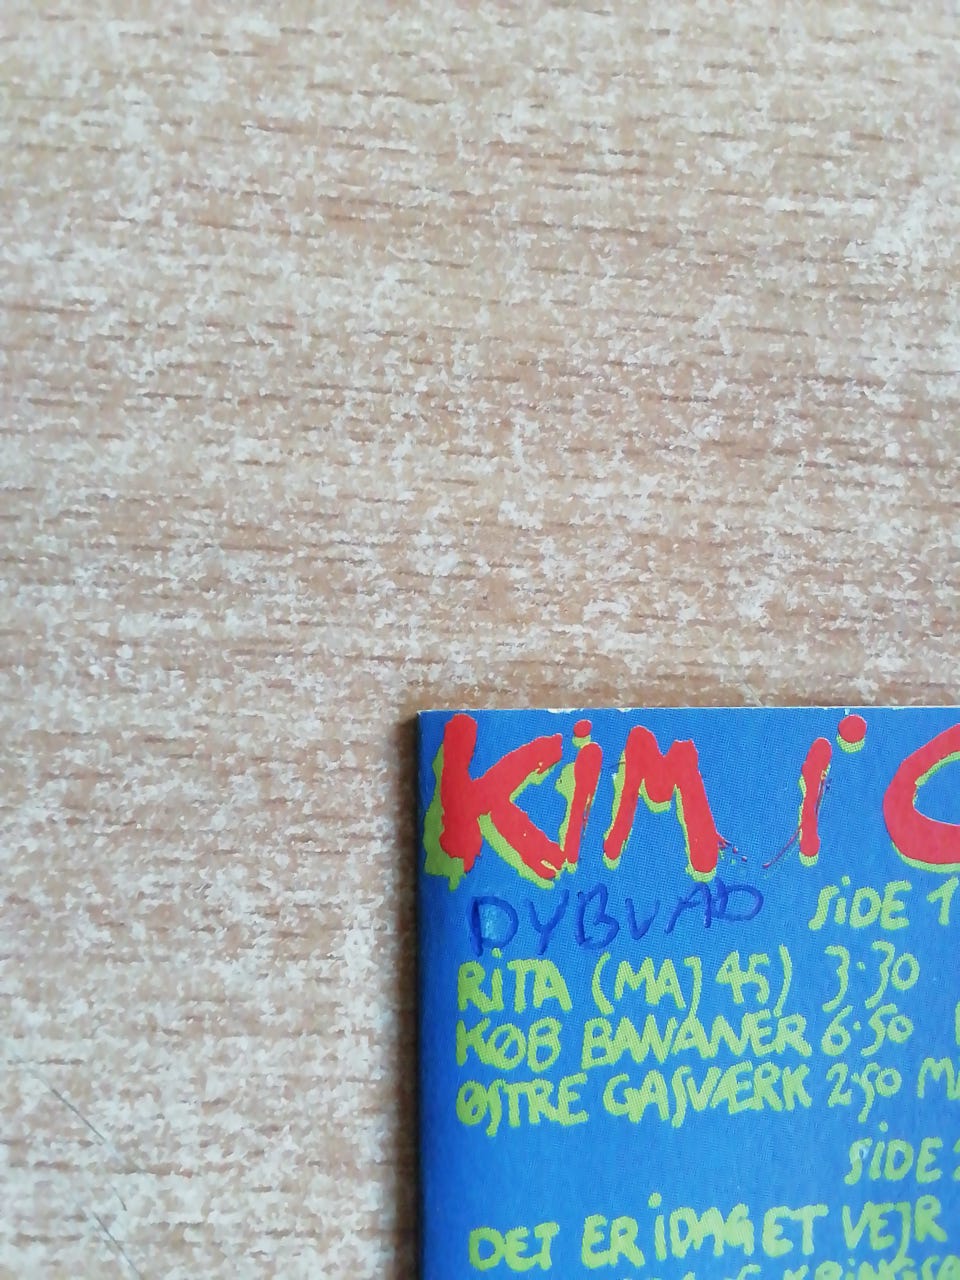 KiM i C
DYBVAD
SiDE 1
RiTA (MAJ 45) 3.30
KØB BANANER 6.50
ØSTRE GASVÆRK 2.50 M
SiDE 2
DET ER iDAG ET VEJR